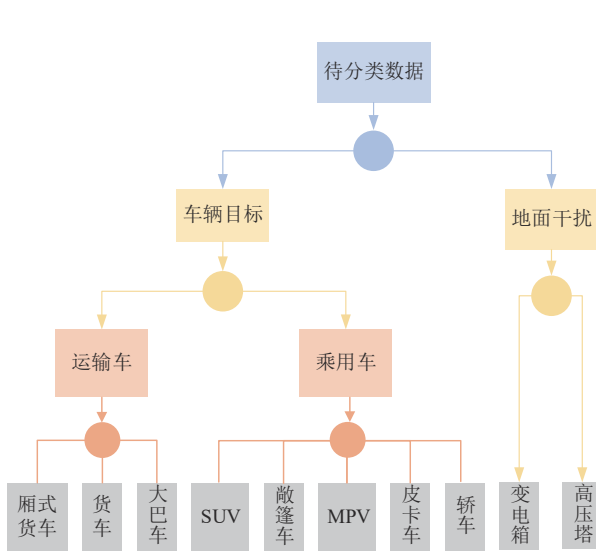 待分类数据
车辆目标
地面干扰
运输车
乘用车
厢式
货车
货车
大巴车
SUV
敞篷车
MPV
皮卡车
轿车
变电箱
高压塔